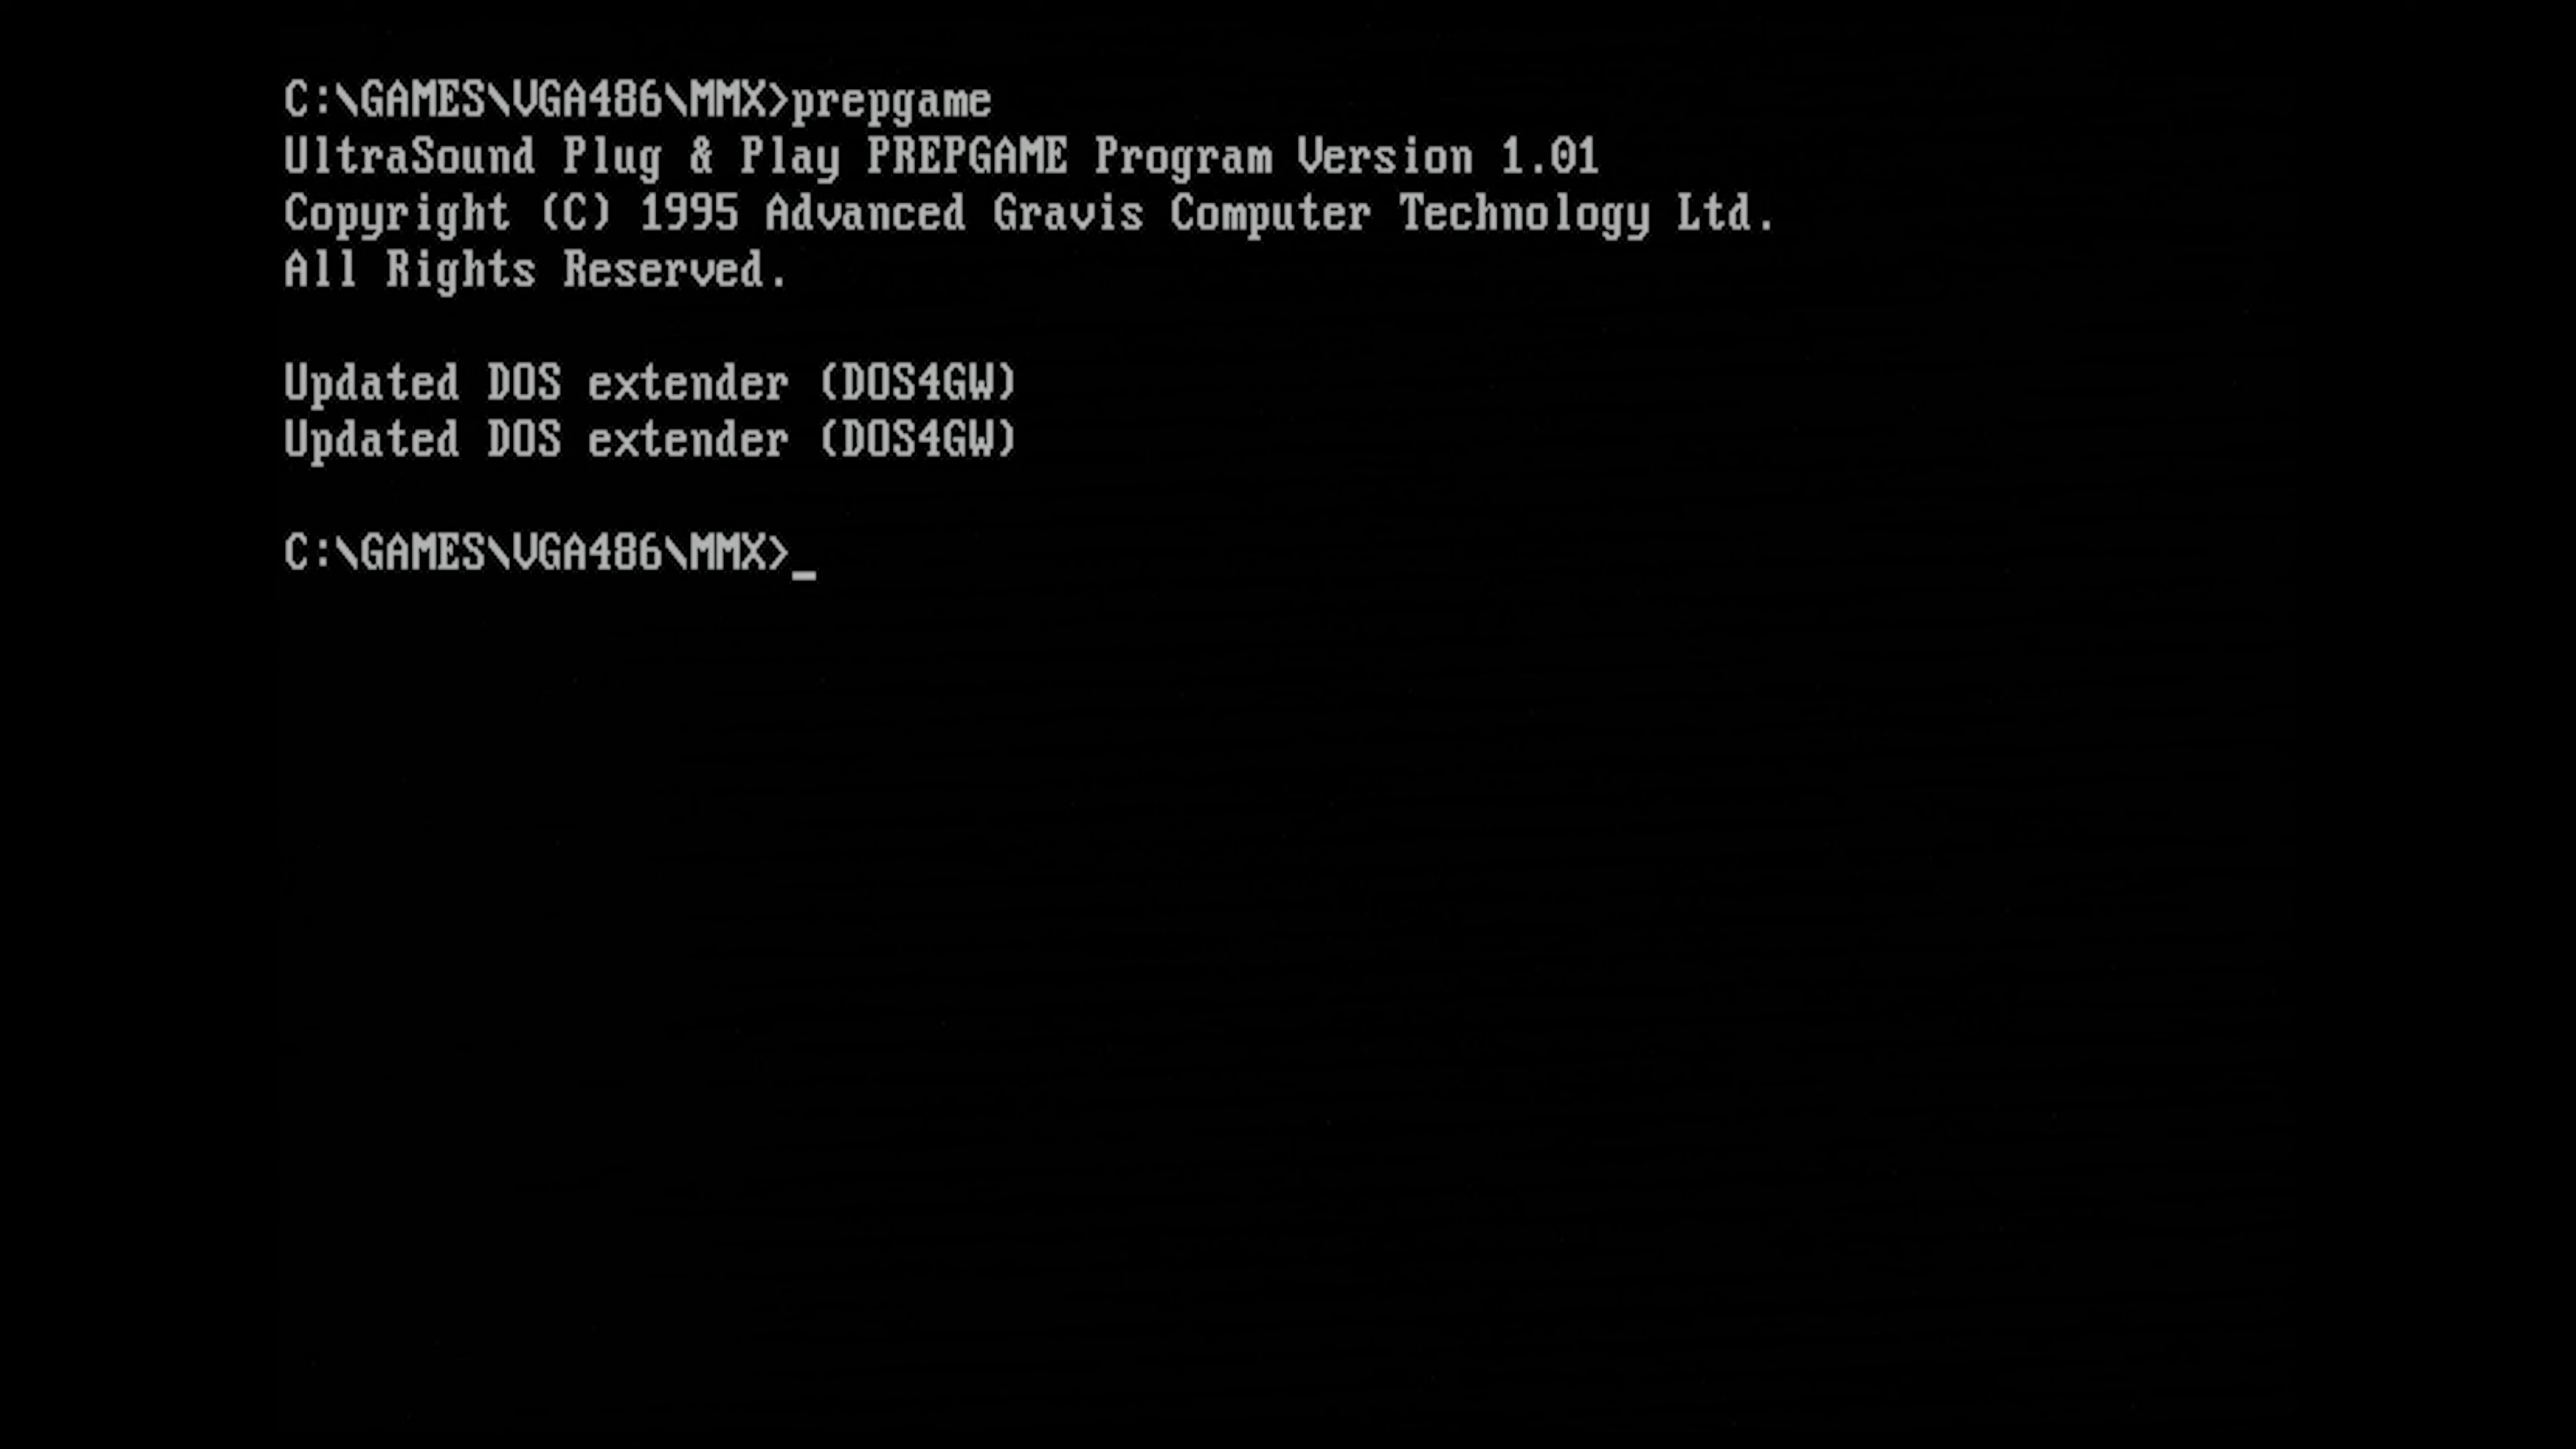 C:\GAMES\VGA486\MMX>prepgame
UltraSound Plug & Play PREPGAME Program Version 1.01
Copyright (C) 1995 Advanced Gravis Computer Technology Ltd.
All Rights Reserved.
Updated DOS extender (DOS4GW)
Updated DOS extender (DOS4GW)
C:\GAMES\VGA486\MMX>_